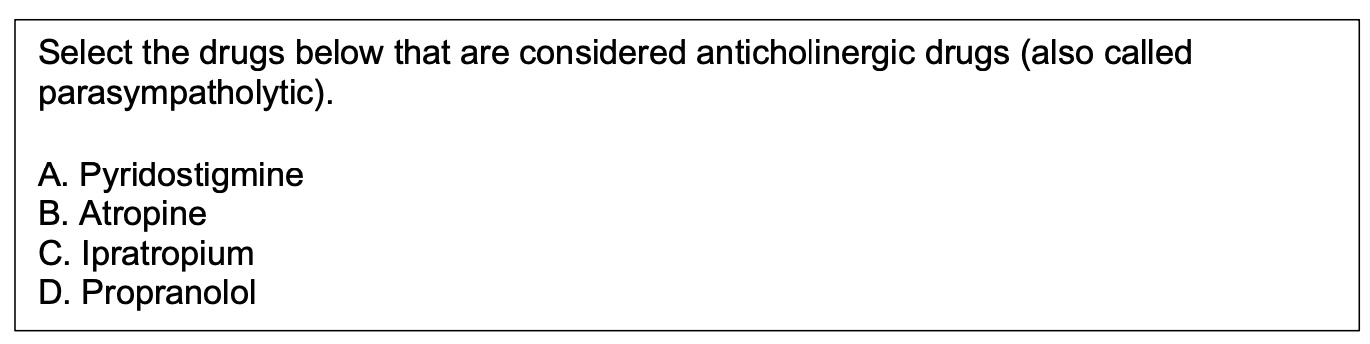 Select the drugs below that are considered anticholinergic drugs (also called
parasympatholytic).
A. Pyridostigmine
B. Atropine
C. Ipratropium
D. Propranolol